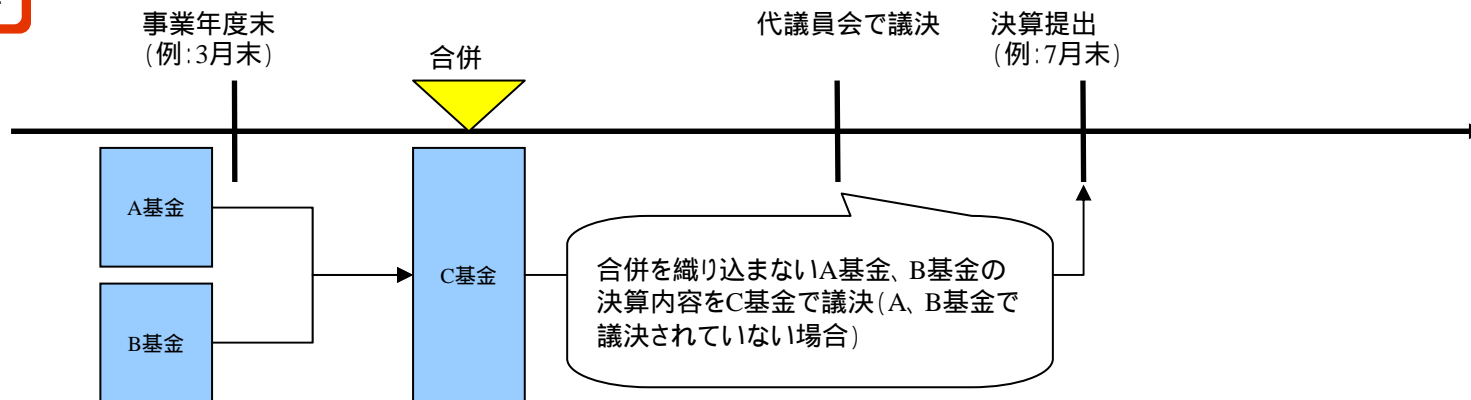 事業年度末
(例:3月末)
合併
代議員会で議決
決算提出
(例:7月末)
A基金
B基金
C基金
合併を織り込まないA基金、B基金の
決算内容をC基金で議決(A、B基金で
議決されていない場合)